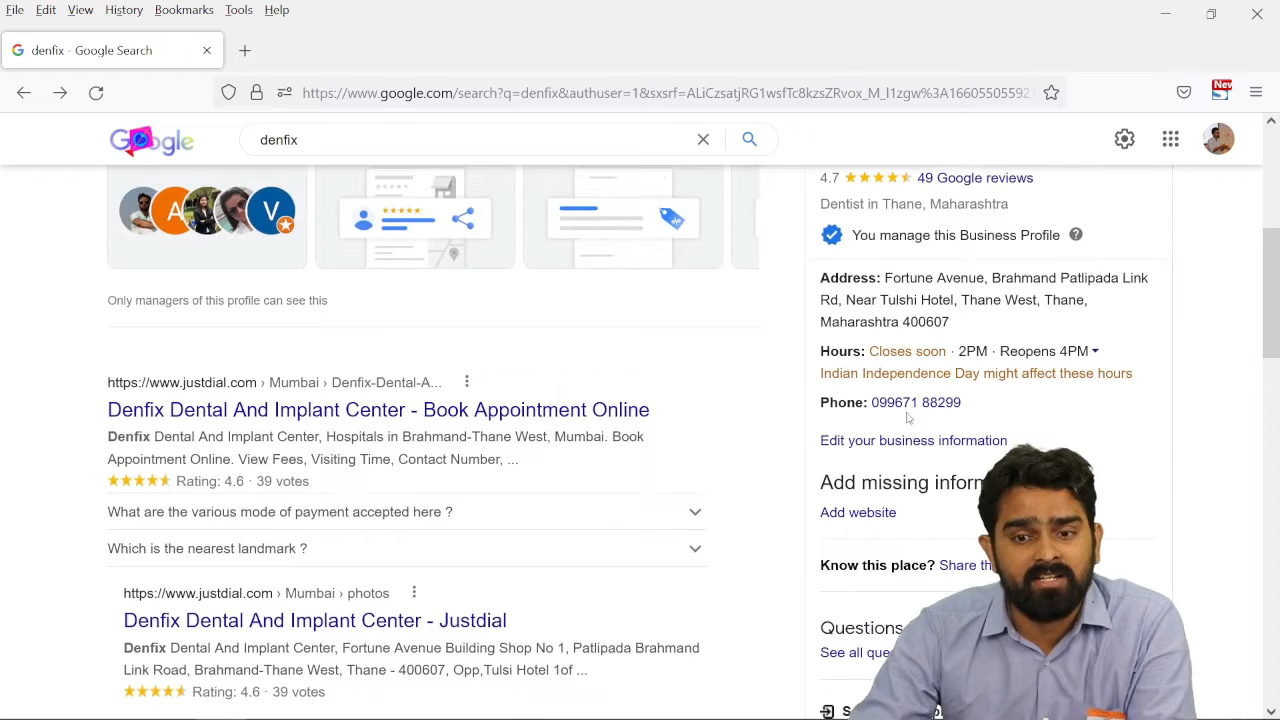 File Edit View History Bookmarks Tools Help
denfix - Google Search
https://www.google.com/search?q=denfix&authuser=1&sxsrf=ALiCzsatjRG1wsfTc8kzsZRvox_M_l1zgw%3A166055055921
New
Google
denfix
4.7 49 Google reviews
Dentist in Thane, Maharashtra
You manage this Business Profile
A
V
Only managers of this profile can see this
Address: Fortune Avenue, Brahmand Patlipada Link
Rd, Near Tulshi Hotel, Thane West, Thane,
Maharashtra 400607
Hours: Closes soon · 2PM · Reopens 4PM
Indian Independence Day might affect these hours
Phone: 099671 88299
Edit your business information
Add missing inform
Add website
Know this place? Share th
Questions
See all que
https://www.justdial.com › Mumbai › Denfix-Dental-A...
Denfix Dental And Implant Center - Book Appointment Online
Denfix Dental And Implant Center, Hospitals in Brahmand-Thane West, Mumbai. Book
Appointment Online. View Fees, Visiting Time, Contact Number, ...
Rating: 4.6 · 39 votes
What are the various mode of payment accepted here ?
Which is the nearest landmark ?
https://www.justdial.com › Mumbai › photos
Denfix Dental And Implant Center - Justdial
Denfix Dental And Implant Center, Fortune Avenue Building Shop No 1, Patlipada Brahmand
Link Road, Brahmand-Thane West, Thane - 400607, Opp,Tulsi Hotel 1of ...
Rating: 4.6 · 39 votes